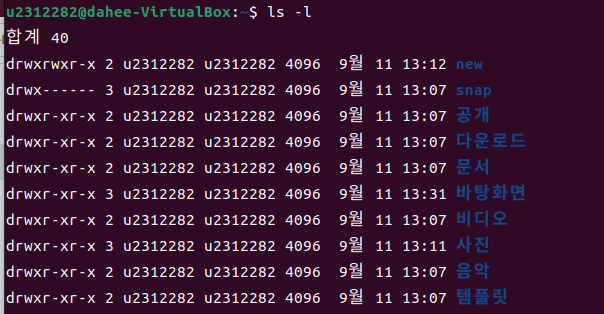 u2312282@dahee-VirtualBox:~$ ls -l
합계 40
drwxrwxr-x 2 u2312282 u2312282 4096  9월 11 13:12 new
drwx------ 3 u2312282 u2312282 4096  9월 11 13:07 snap
drwxr-xr-x 2 u2312282 u2312282 4096  9월 11 13:07 공개
drwxr-xr-x 2 u2312282 u2312282 4096  9월 11 13:07 다운로드
drwxr-xr-x 2 u2312282 u2312282 4096  9월 11 13:07 문서
drwxr-xr-x 3 u2312282 u2312282 4096  9월 11 13:31 바탕화면
drwxr-xr-x 2 u2312282 u2312282 4096  9월 11 13:07 비디오
drwxr-xr-x 3 u2312282 u2312282 4096  9월 11 13:11 사진
drwxr-xr-x 2 u2312282 u2312282 4096  9월 11 13:07 음악
drwxr-xr-x 2 u2312282 u2312282 4096  9월 11 13:07 템플릿